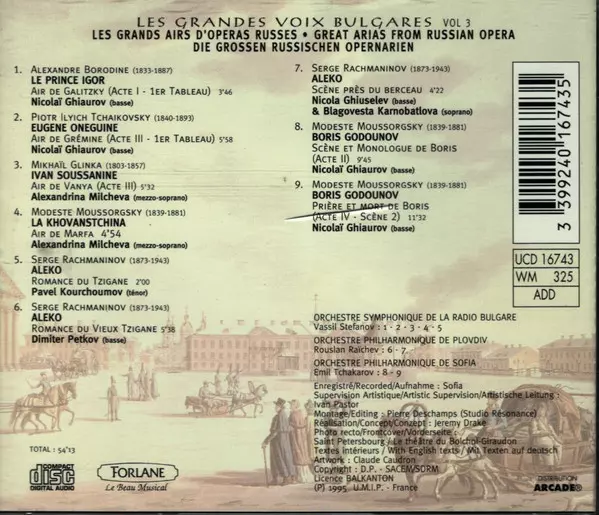 LES GRANDES VOIX BULGARES VOL 3
LES GRANDS AIRS D'OPERAS RUSSES • GREAT ARIAS FROM RUSSIAN OPERA
DIE GROSSEN RUSSISCHEN OPERNARIEN
1. Alexandre Borodine (1833-1887)
LE PRINCE IGOR
Air de Galitzky (Acte I - 1er Tableau) 3'46
Nicolaï Ghiaurov (basse)
2. Piotr Ilyich Tchaikovsky (1840-1893)
EUGENE ONEGUINE
Air de Grémine (Acte III - 1er Tableau) 5'58
Nicolaï Ghiaurov (basse)
3. Mikhaïl Glinka (1803-1857)
IVAN SOUSSANINE
Air de Vanya (Acte III) 5'32
Alexandrina Milcheva (mezzo-soprano)
4. Modeste Moussorgsky (1839-1881)
LA KHOVANSTCHINA
Air de Marfa 4'54
Alexandrina Milcheva (mezzo-soprano)
5. Serge Rachmaninov (1873-1943)
ALEKO
Romance du Tzigane 2'00
Pavel Kourchoumov (ténor)
6. Serge Rachmaninov (1873-1943)
ALEKO
Romance du Vieux Tzigane 5'38
Dimiter Petkov (basse)
7. Serge Rachmaninov (1873-1943)
ALEKO
Scène près du berceau 4'22
Nicola Ghiuselev (basse)
& Blagovesta Karnobatlova (soprano)
8. Modeste Moussorgsky (1839-1881)
BORIS GODOUNOV
Scène et Monologue de Boris
(Acte II) 9'45
Nicolaï Ghiaurov (basse)
9. Modeste Moussorgsky (1839-1881)
BORIS GODOUNOV
Prière et mort de Boris
(Acte IV - Scène 2) 11'32
Nicolaï Ghiaurov (basse)
3 399240 167435
UCD 16743
WM 325
ADD
ORCHESTRE SYMPHONIQUE DE LA RADIO BULGARE
Vassil Stefanov : 1 - 2 - 3 - 4 - 5
ORCHESTRE PHILHARMONIQUE DE PLOVDIV
Rouslan Raïchev : 6 - 7
ORCHESTRE PHILARMONIQUE DE SOFIA
Emil Tchakarov : 8 - 9
Enregistré/Recorded/Aufnahme : Sofia
Supervision Artistique/Artistic Supervision/Artistische Leitung :
Ivan Pastor
Montage/Editing : Pierre Deschamps (Studio Résonance)
Réalisation/Concept/Conzept : Jeremy Drake
Photo recto/Frontcover/Vorderseite :
Saint Petersbourg / Le théâtre du Bolchoï-Giraudon
Textes intérieurs / With English texts / Mit Texten auf deutsch
Artwork : Claude Caudron
Copyright : D.P. - SACEM/SDRM
Licence BALKANTON
(P) 1995 U.M.I.P. - France
TOTAL : 54'13
COMPACT
disc
DIGITAL AUDIO
FORLANE
Le Beau Musical
DISTRIBUTION
ARCADE